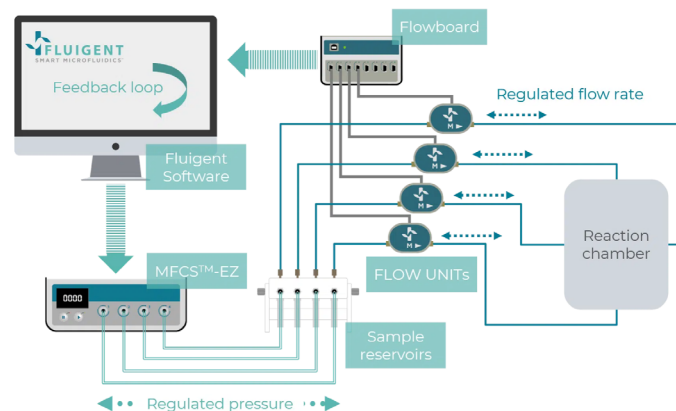 FLUIGENT
SMART MICROFLUIDICS
Feedback loop
Flowboard
Regulated flow rate
M
M
M
M
Fluigent
Software
MFCS™-EZ
0000
FLOW UNITs
Reaction
chamber
Sample
reservoirs
Regulated pressure